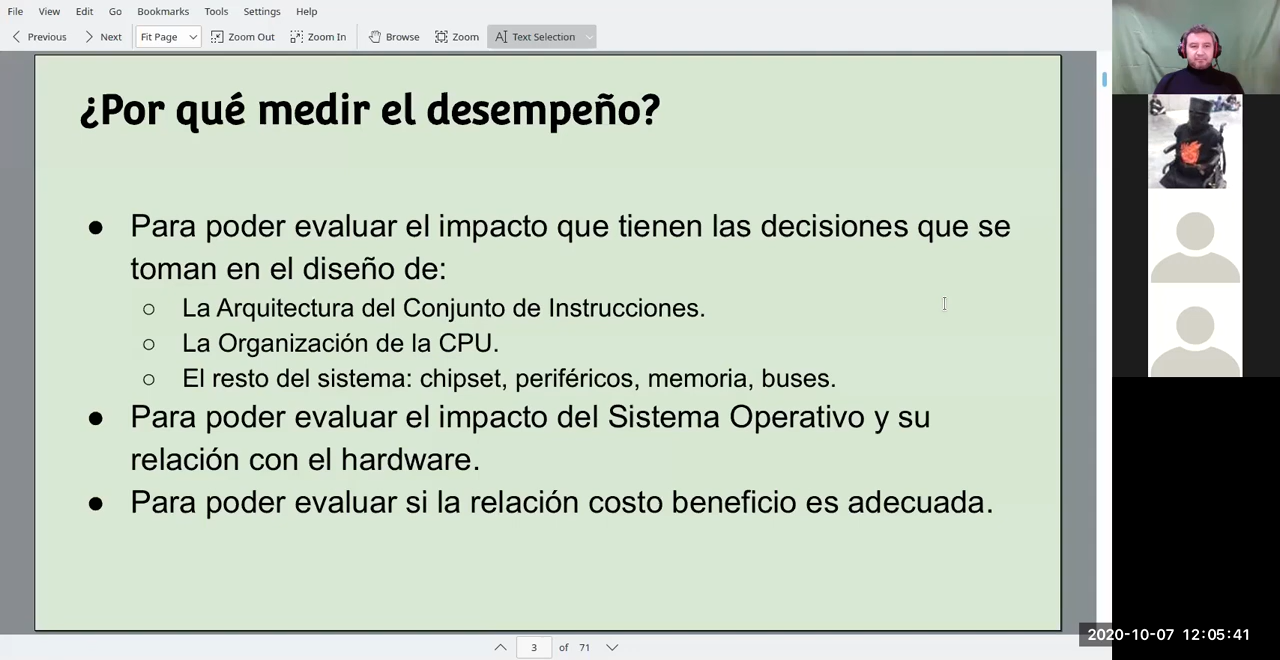 File View Edit Go Bookmarks Tools Settings Help
Previous Next Fit Page Zoom Out Zoom In Browse Zoom Text Selection
¿Por qué medir el desempeño?
● Para poder evaluar el impacto que tienen las decisiones que se
toman en el diseño de:
○ La Arquitectura del Conjunto de Instrucciones.
○ La Organización de la CPU.
○ El resto del sistema: chipset, periféricos, memoria, buses.
● Para poder evaluar el impacto del Sistema Operativo y su
relación con el hardware.
● Para poder evaluar si la relación costo beneficio es adecuada.
2020-10-07 12:05:41
3 of 71